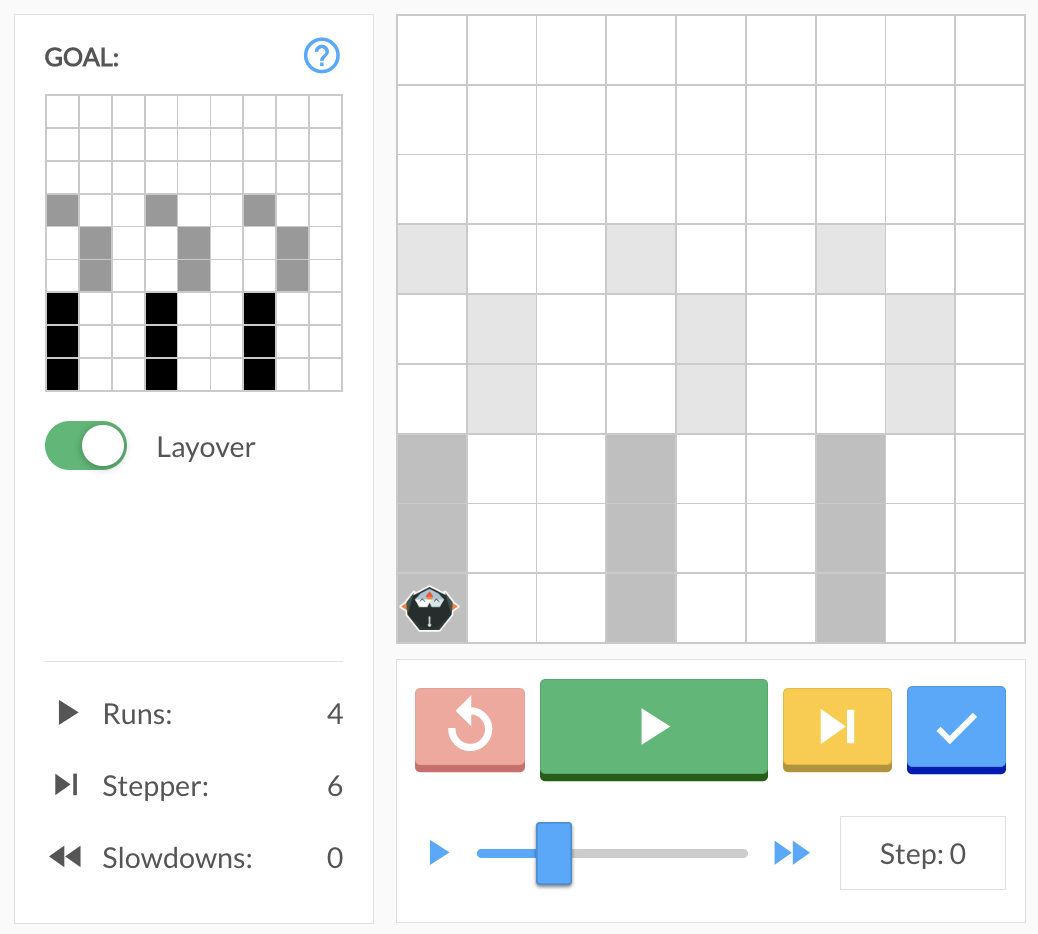 GOAL:
Layover
Runs: 4
Stepper: 6
Slowdowns: 0
Step: 0